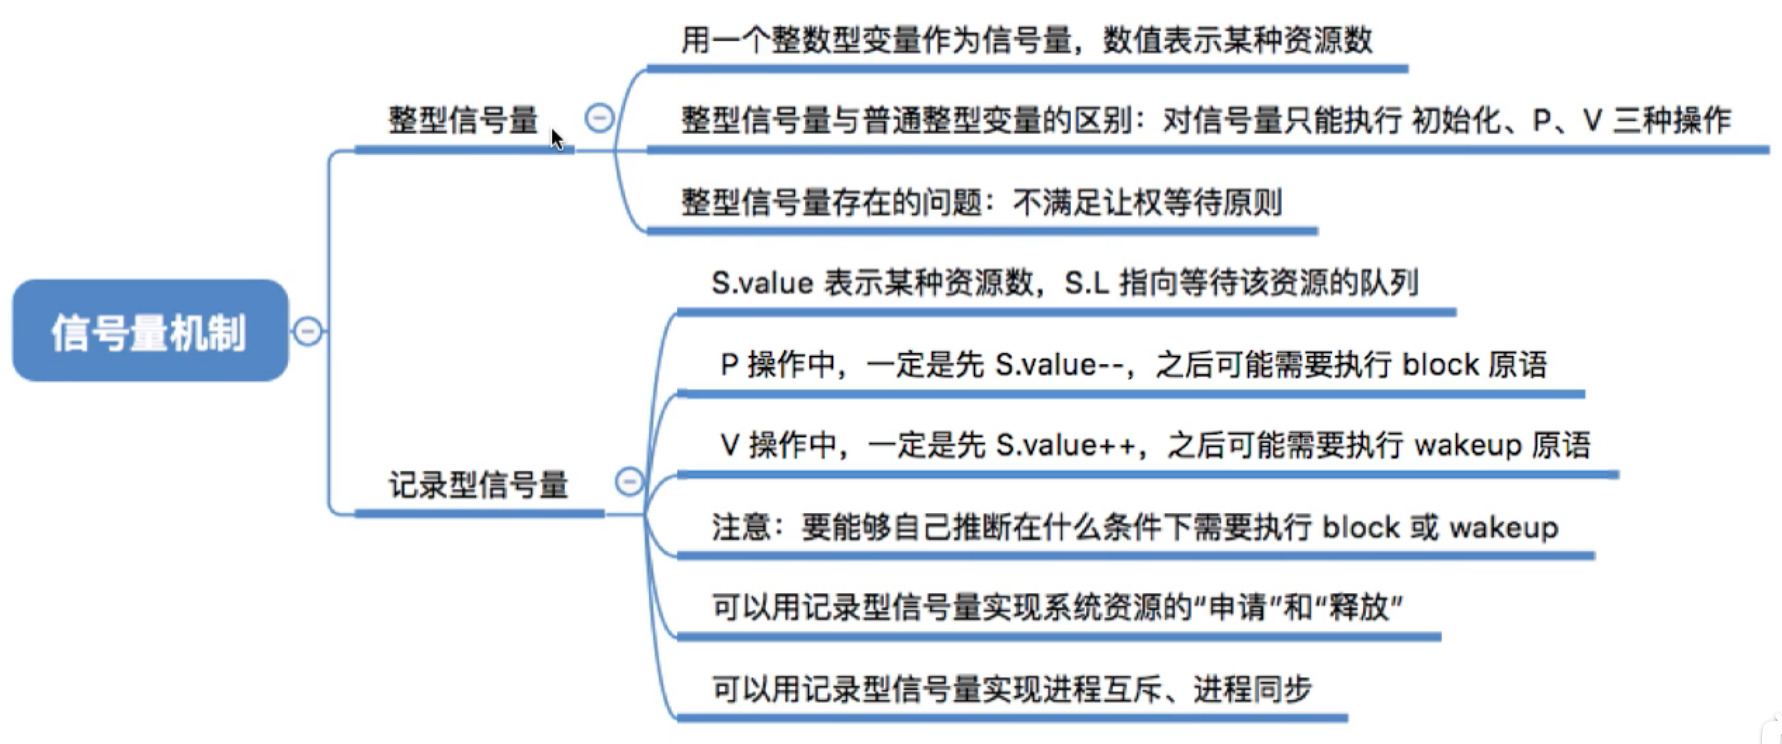 信号量机制
整型信号量
用一个整数型变量作为信号量，数值表示某种资源数
整型信号量与普通整型变量的区别：对信号量只能执行 初始化、P、V 三种操作
整型信号量存在的问题：不满足让权等待原则
记录型信号量
S.value 表示某种资源数，S.L 指向等待该资源的队列
P 操作中，一定是先 S.value--，之后可能需要执行 block 原语
V 操作中，一定是先 S.value++，之后可能需要执行 wakeup 原语
注意：要能够自己推断在什么条件下需要执行 block 或 wakeup
可以用记录型信号量实现系统资源的“申请”和“释放”
可以用记录型信号量实现进程互斥、进程同步